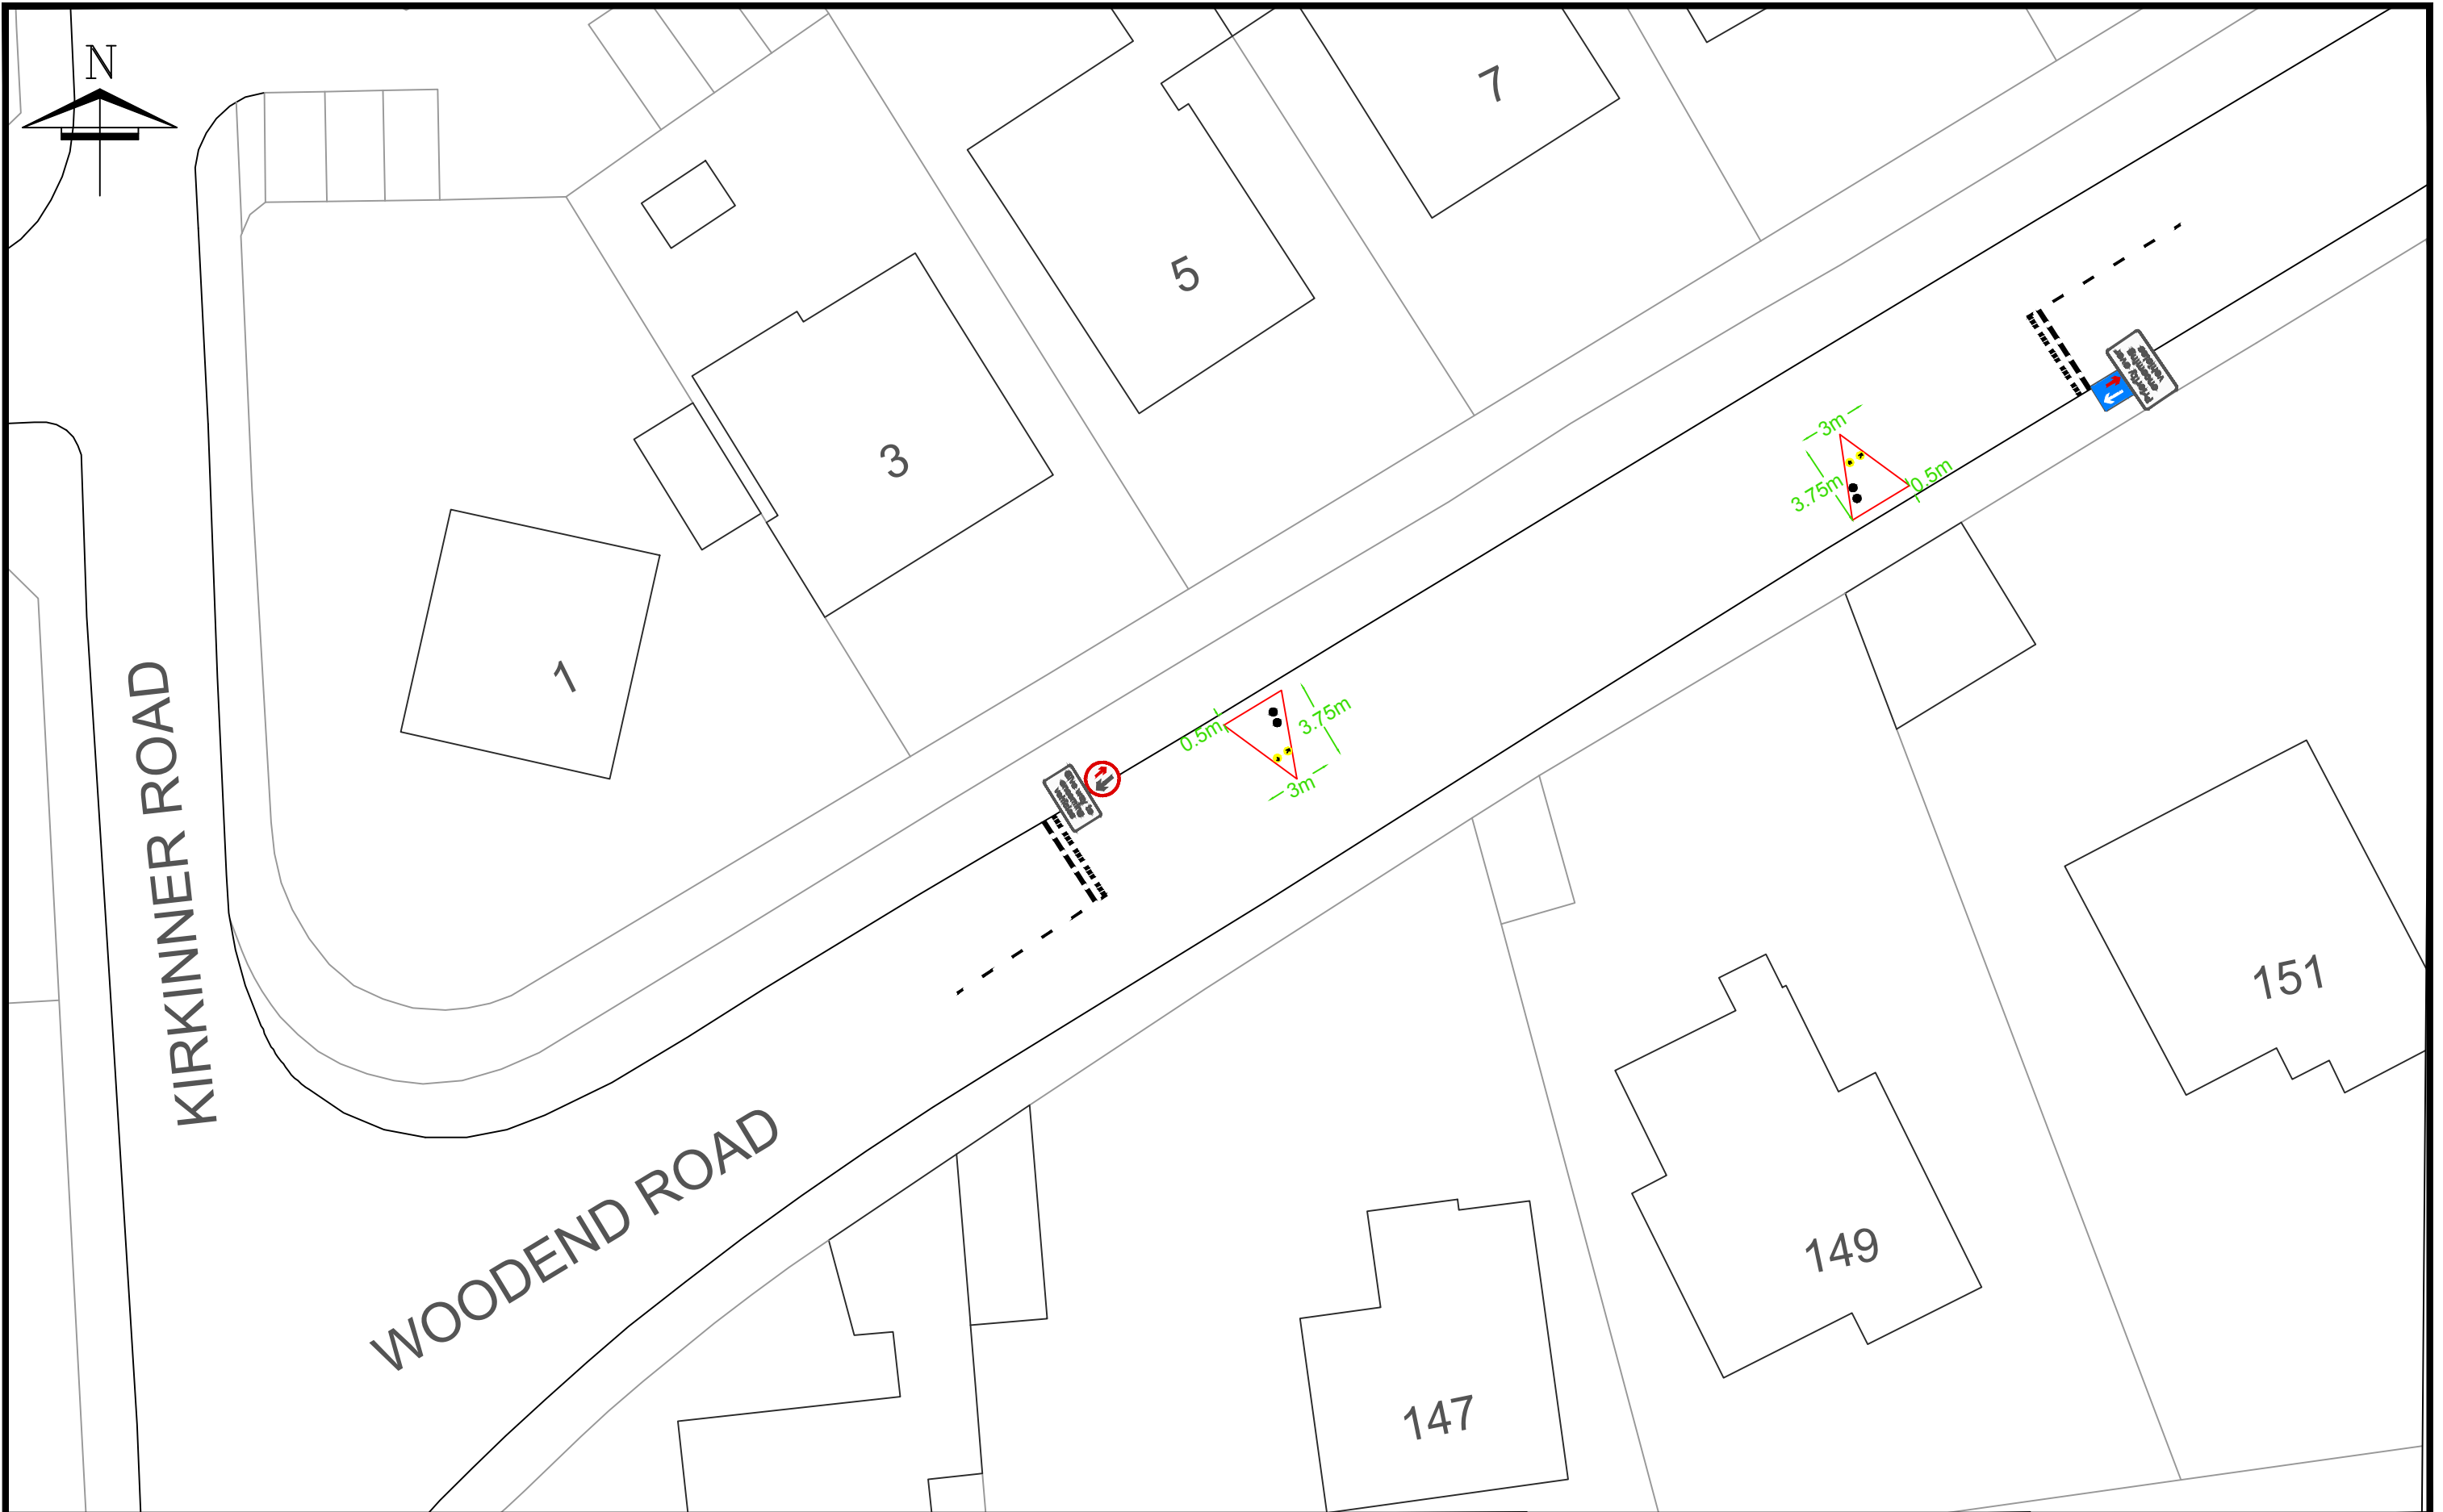 N
7
5
3
1
3m
3.75m
0.5m
0.5m
3.75m
3m
KIRKINNER ROAD
WOODEND ROAD
151
149
147